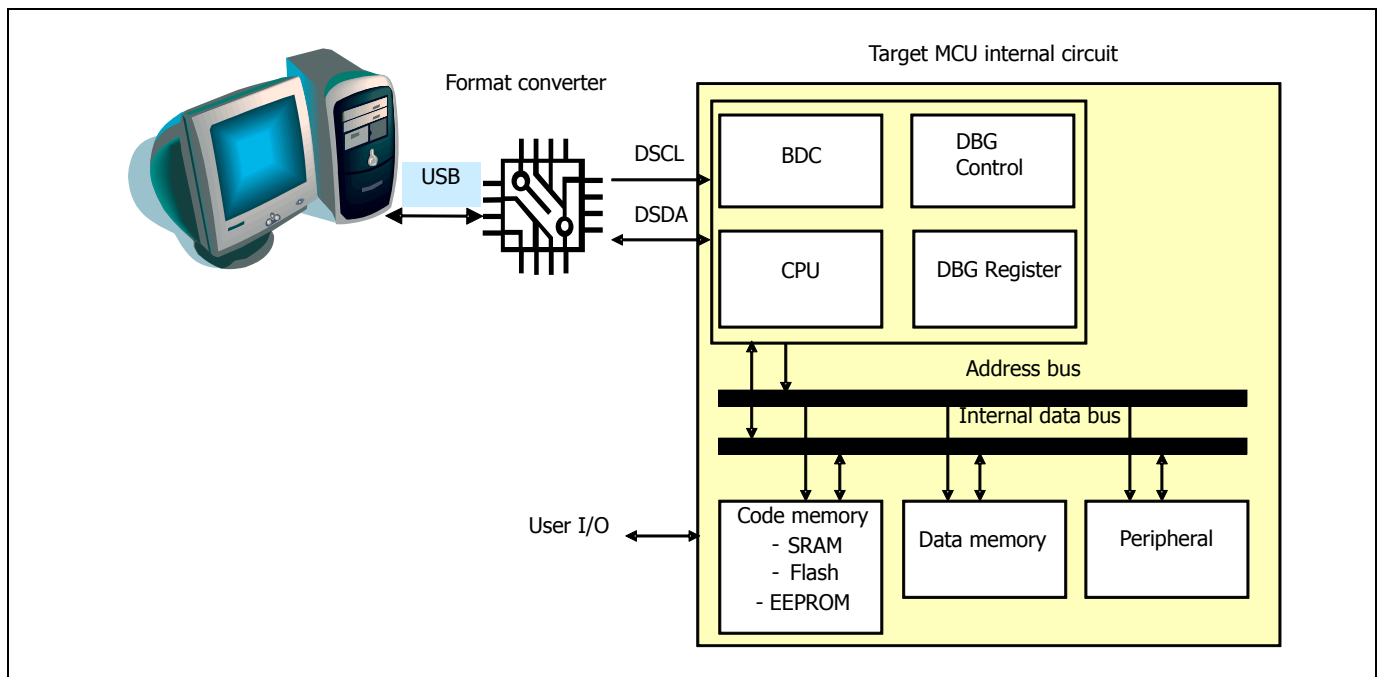 Target MCU internal circuit
Format converter
USB
DSCL
DSDA
BDC
DBG
Control
CPU
DBG Register
Address bus
Internal data bus
User I/O
Code memory
- SRAM
- Flash
- EEPROM
Data memory
Peripheral